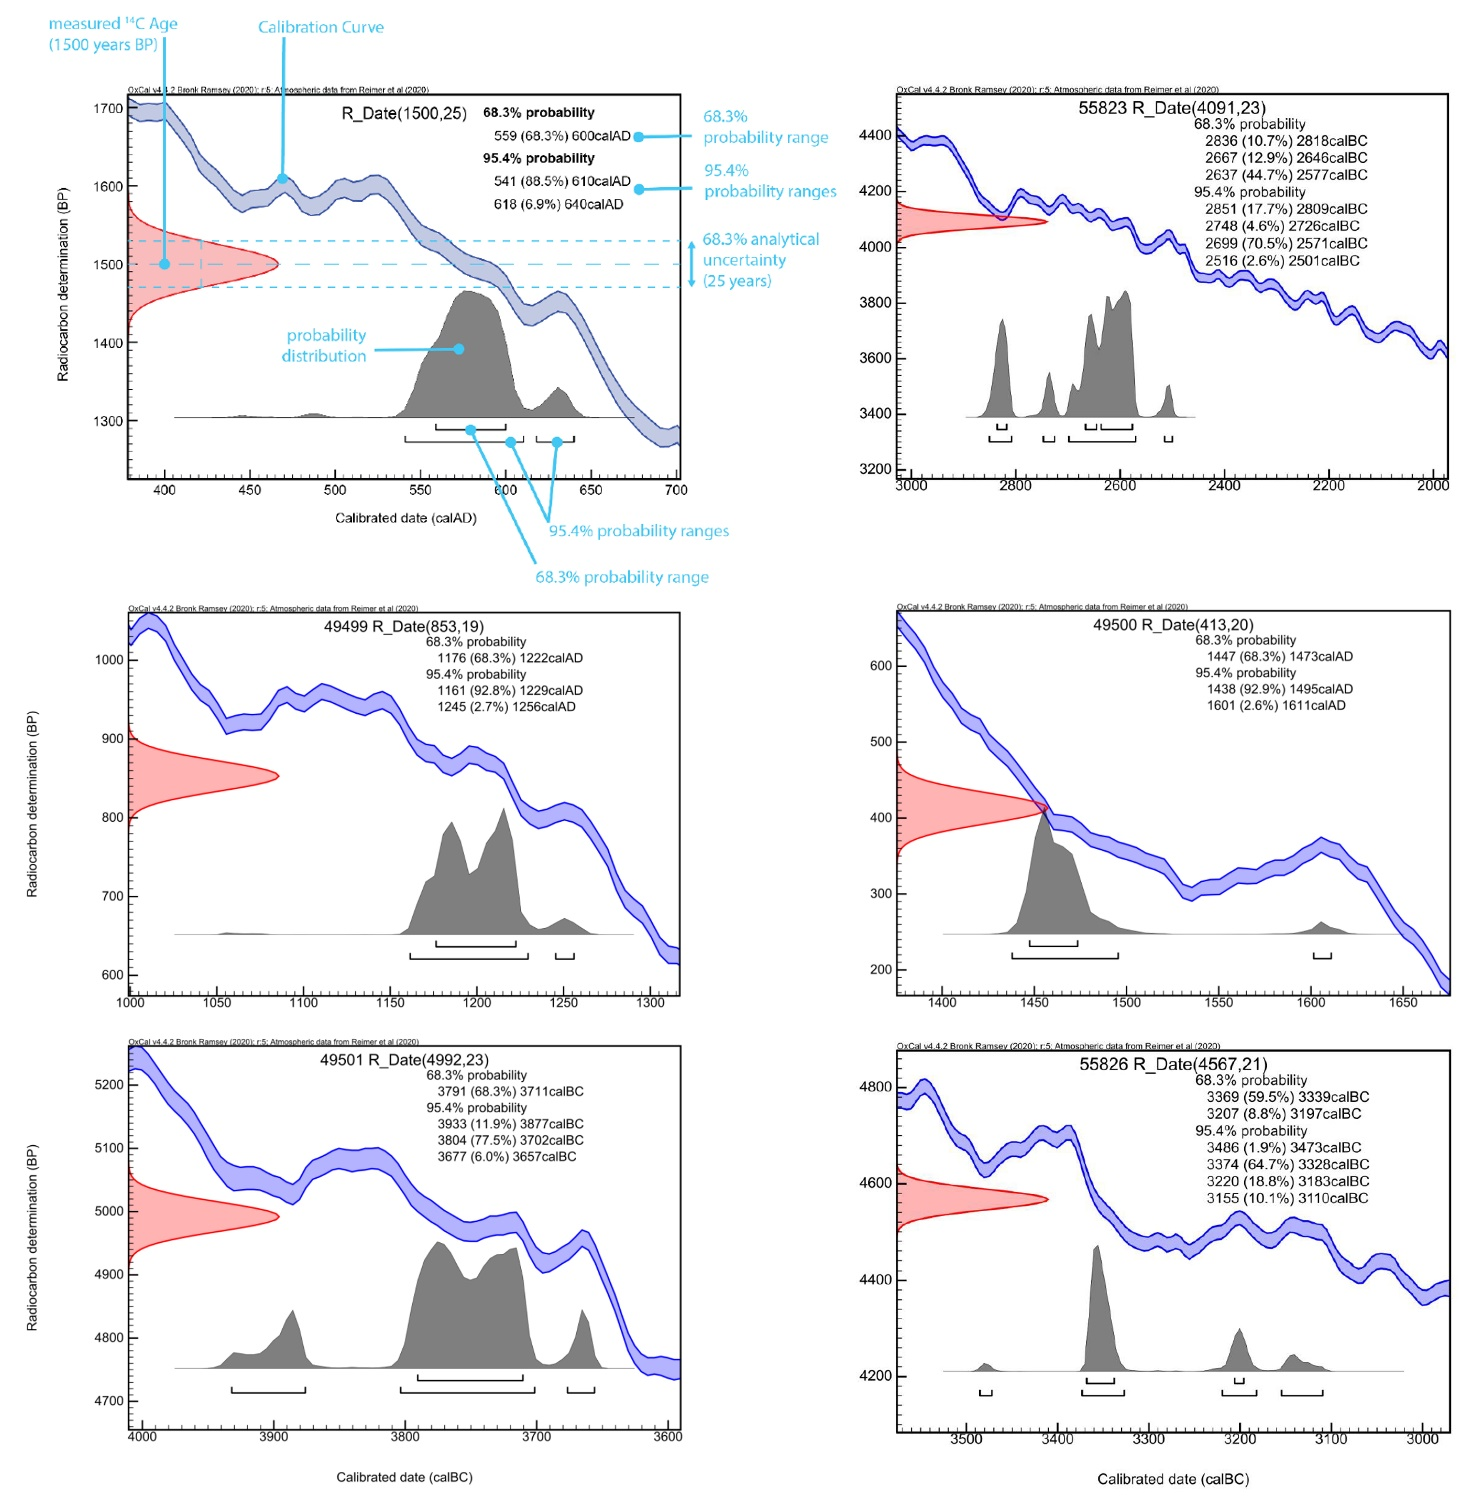 measured ¹⁴C Age
(1500 years BP)
Calibration Curve
OxCal v4.4.2 Bronk Ramsey (2020); r:5; Atmospheric data from Reimer et al (2020)
R_Date(1500,25)
68.3% probability
559 (68.3%) 600calAD
95.4% probability
541 (88.5%) 610calAD
618 (6.9%) 640calAD
68.3%
probability range
95.4%
probability ranges
68.3% analytical
uncertainty
(25 years)
probability
distribution
Radiocarbon determination (BP)
1700
1600
1500
1400
1300
400 450 500 550 600 650 700
Calibrated date (calAD)
95.4% probability ranges
68.3% probability range
OxCal v4.4.2 Bronk Ramsey (2020); r:5; Atmospheric data from Reimer et al (2020)
55823 R_Date(4091,23)
68.3% probability
2836 (10.7%) 2818calBC
2667 (12.9%) 2646calBC
2637 (44.7%) 2577calBC
95.4% probability
2851 (17.7%) 2809calBC
2748 (4.6%) 2726calBC
2699 (70.5%) 2571calBC
2516 (2.6%) 2501calBC
4400
4200
4000
3800
3600
3400
3200
3000 2800 2600 2400 2200 2000
OxCal v4.4.2 Bronk Ramsey (2020); r:5; Atmospheric data from Reimer et al (2020)
49499 R_Date(853,19)
68.3% probability
1176 (68.3%) 1222calAD
95.4% probability
1161 (92.8%) 1229calAD
1245 (2.7%) 1256calAD
Radiocarbon determination (BP)
1000
900
800
700
600
1000 1050 1100 1150 1200 1250 1300
OxCal v4.4.2 Bronk Ramsey (2020); r:5; Atmospheric data from Reimer et al (2020)
49500 R_Date(413,20)
68.3% probability
1447 (68.3%) 1473calAD
95.4% probability
1438 (92.9%) 1495calAD
1601 (2.6%) 1611calAD
600
500
400
300
200
1400 1450 1500 1550 1600 1650
OxCal v4.4.2 Bronk Ramsey (2020); r:5; Atmospheric data from Reimer et al (2020)
49501 R_Date(4992,23)
68.3% probability
3791 (68.3%) 3711calBC
95.4% probability
3933 (11.9%) 3877calBC
3804 (77.5%) 3702calBC
3677 (6.0%) 3657calBC
Radiocarbon determination (BP)
5200
5100
5000
4900
4800
4700
4000 3900 3800 3700 3600
Calibrated date (calBC)
OxCal v4.4.2 Bronk Ramsey (2020); r:5; Atmospheric data from Reimer et al (2020)
55826 R_Date(4567,21)
68.3% probability
3369 (59.5%) 3339calBC
3207 (8.8%) 3197calBC
95.4% probability
3486 (1.9%) 3473calBC
3374 (64.7%) 3328calBC
3220 (18.8%) 3183calBC
3155 (10.1%) 3110calBC
4800
4600
4400
4200
3500 3400 3300 3200 3100 3000
Calibrated date (calBC)